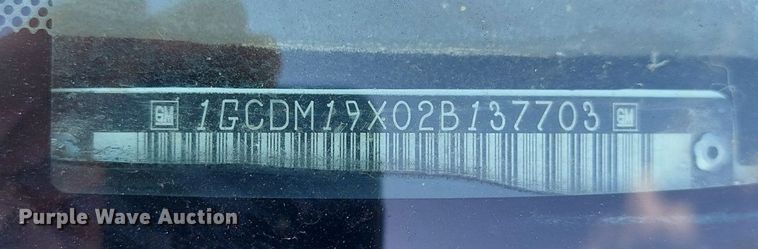 GM 1GCDM19X02B137703 GM
Purple Wave Auction